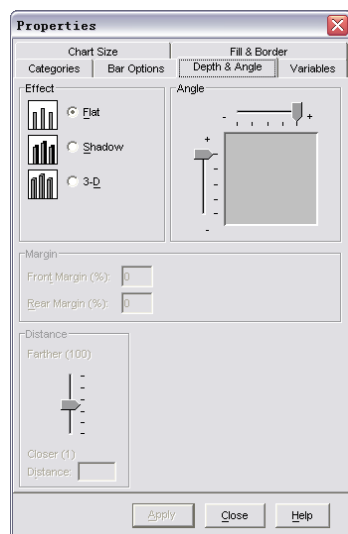 Properties
Chart Size
Fill & Border
Categories
Bar Options
Depth & Angle
Variables
Effect
Flat
Shadow
3-D
Angle
- +
+
-
Margin
Front Margin (%): 0
Rear Margin (%): 0
Distance
Farther (100)
Closer (1)
Distance:
Apply
Close
Help